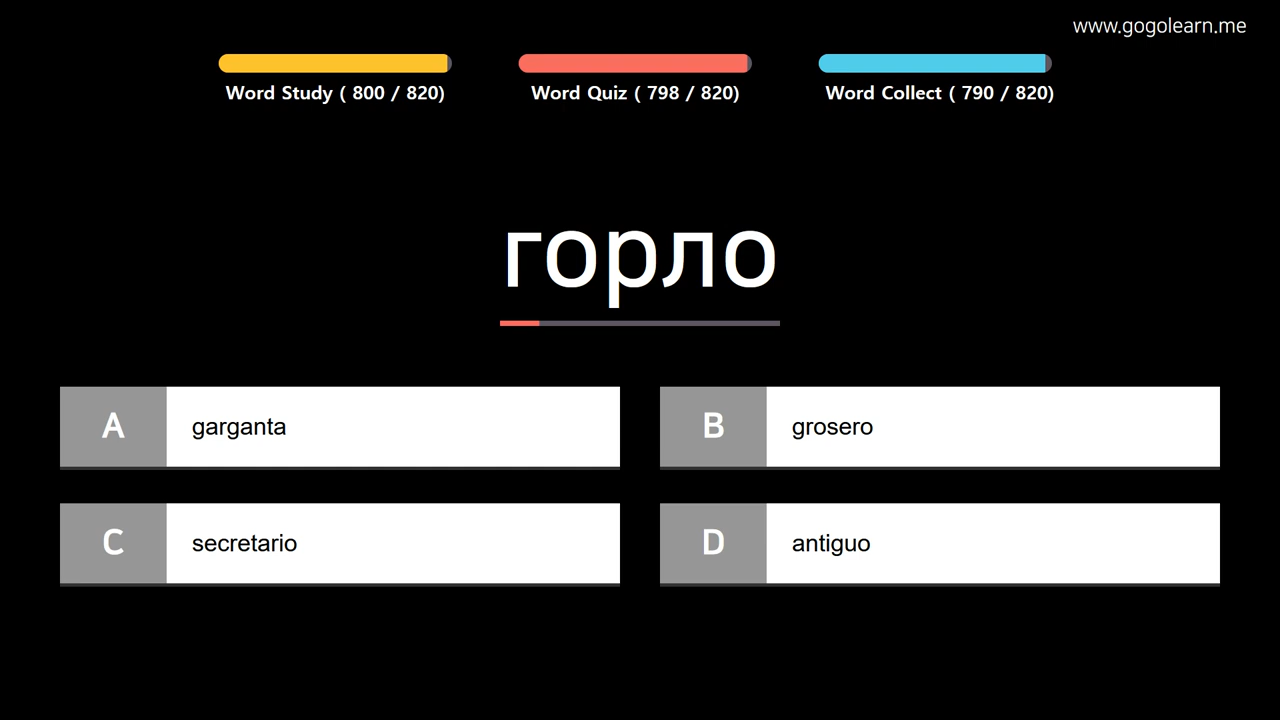 www.gogolearn.me
Word Study ( 800 / 820)
Word Quiz ( 798 / 820)
Word Collect ( 790 / 820)
горло
A garganta
B grosero
C secretario
D antiguo